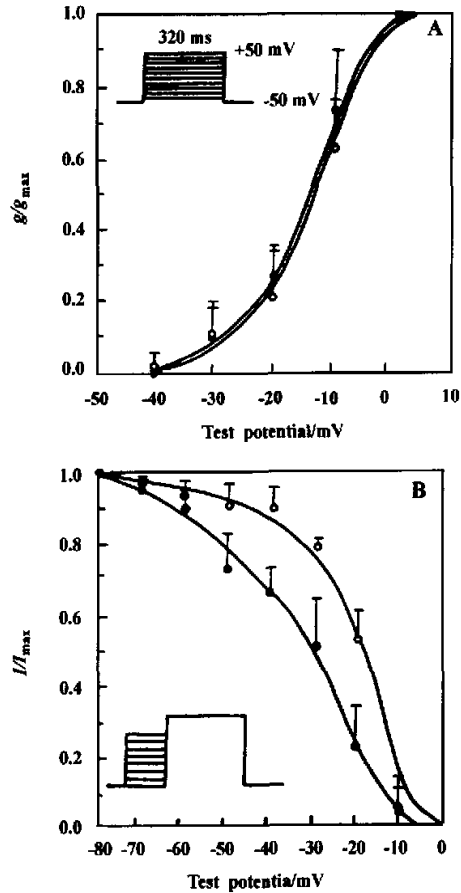 A
320 ms
+50 mV
-50 mV
g/gmax
1.0
0.8
0.6
0.4
0.2
0.0
-50 -40 -30 -20 -10 0 10
Test potential/mV
B
I/Imax
1.0
0.8
0.6
0.4
0.2
0.0
-80 -70 -60 -50 -40 -30 -20 -10 0
Test potentia/mV